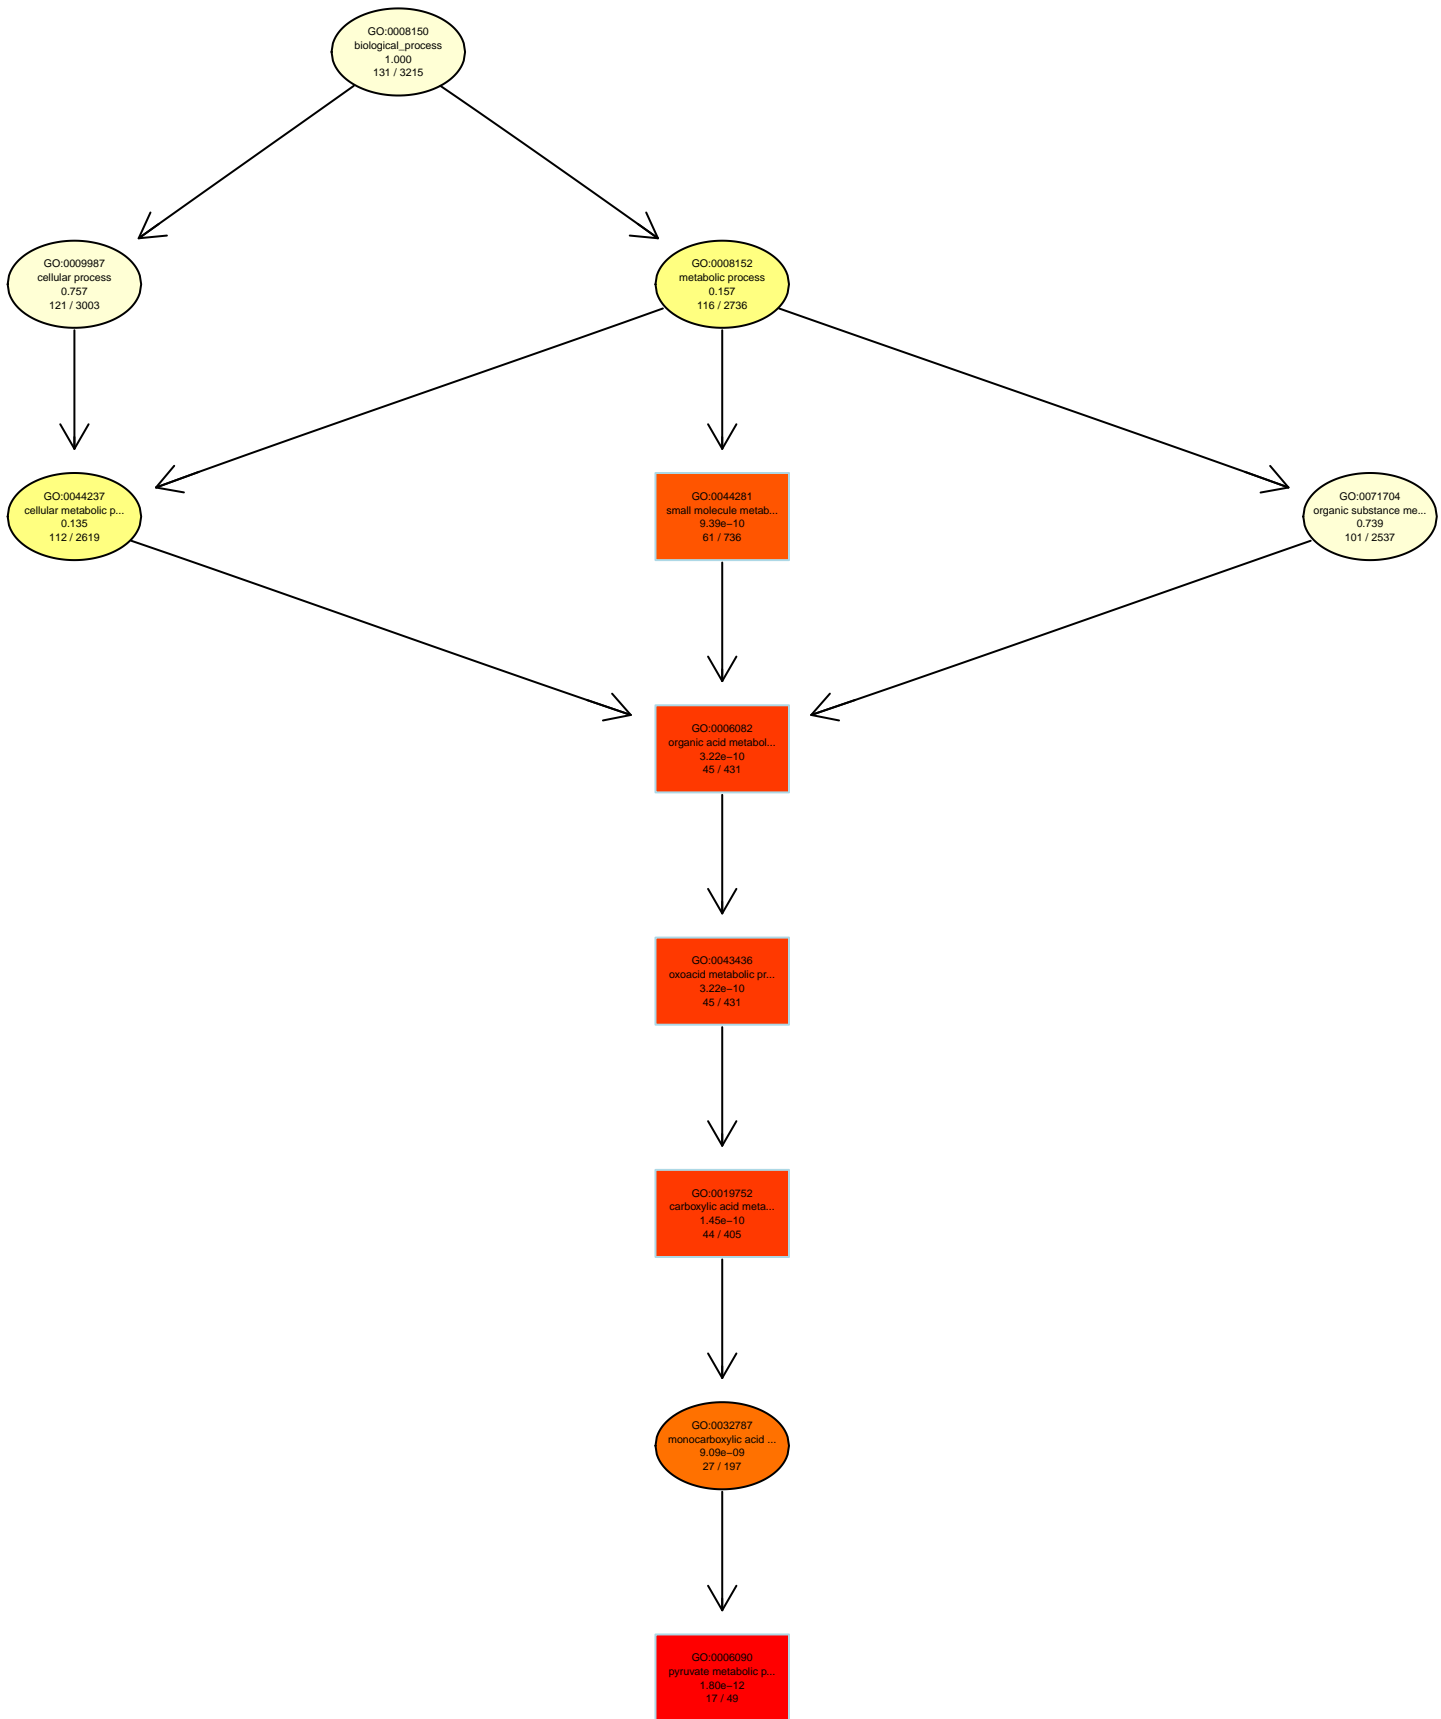 GO:0008150
biological_process
1.000
131 / 3215
GO:0009987
cellular process
0.757
121 / 3003
GO:0008152
metabolic process
0.157
116 / 2736
GO:0044237
cellular metabolic p...
0.135
112 / 2619
GO:0044281
small molecule metab...
9.39e−10
61 / 736
GO:0071704
organic substance me...
0.739
101 / 2537
GO:0006082
organic acid metabol...
3.22e−10
45 / 431
GO:0043436
oxoacid metabolic pr...
3.22e−10
45 / 431
GO:0019752
carboxylic acid meta...
1.45e−10
44 / 405
GO:0032787
monocarboxylic acid ...
9.09e−09
27 / 197
GO:0006090
pyruvate metabolic p...
1.80e−12
17 / 49